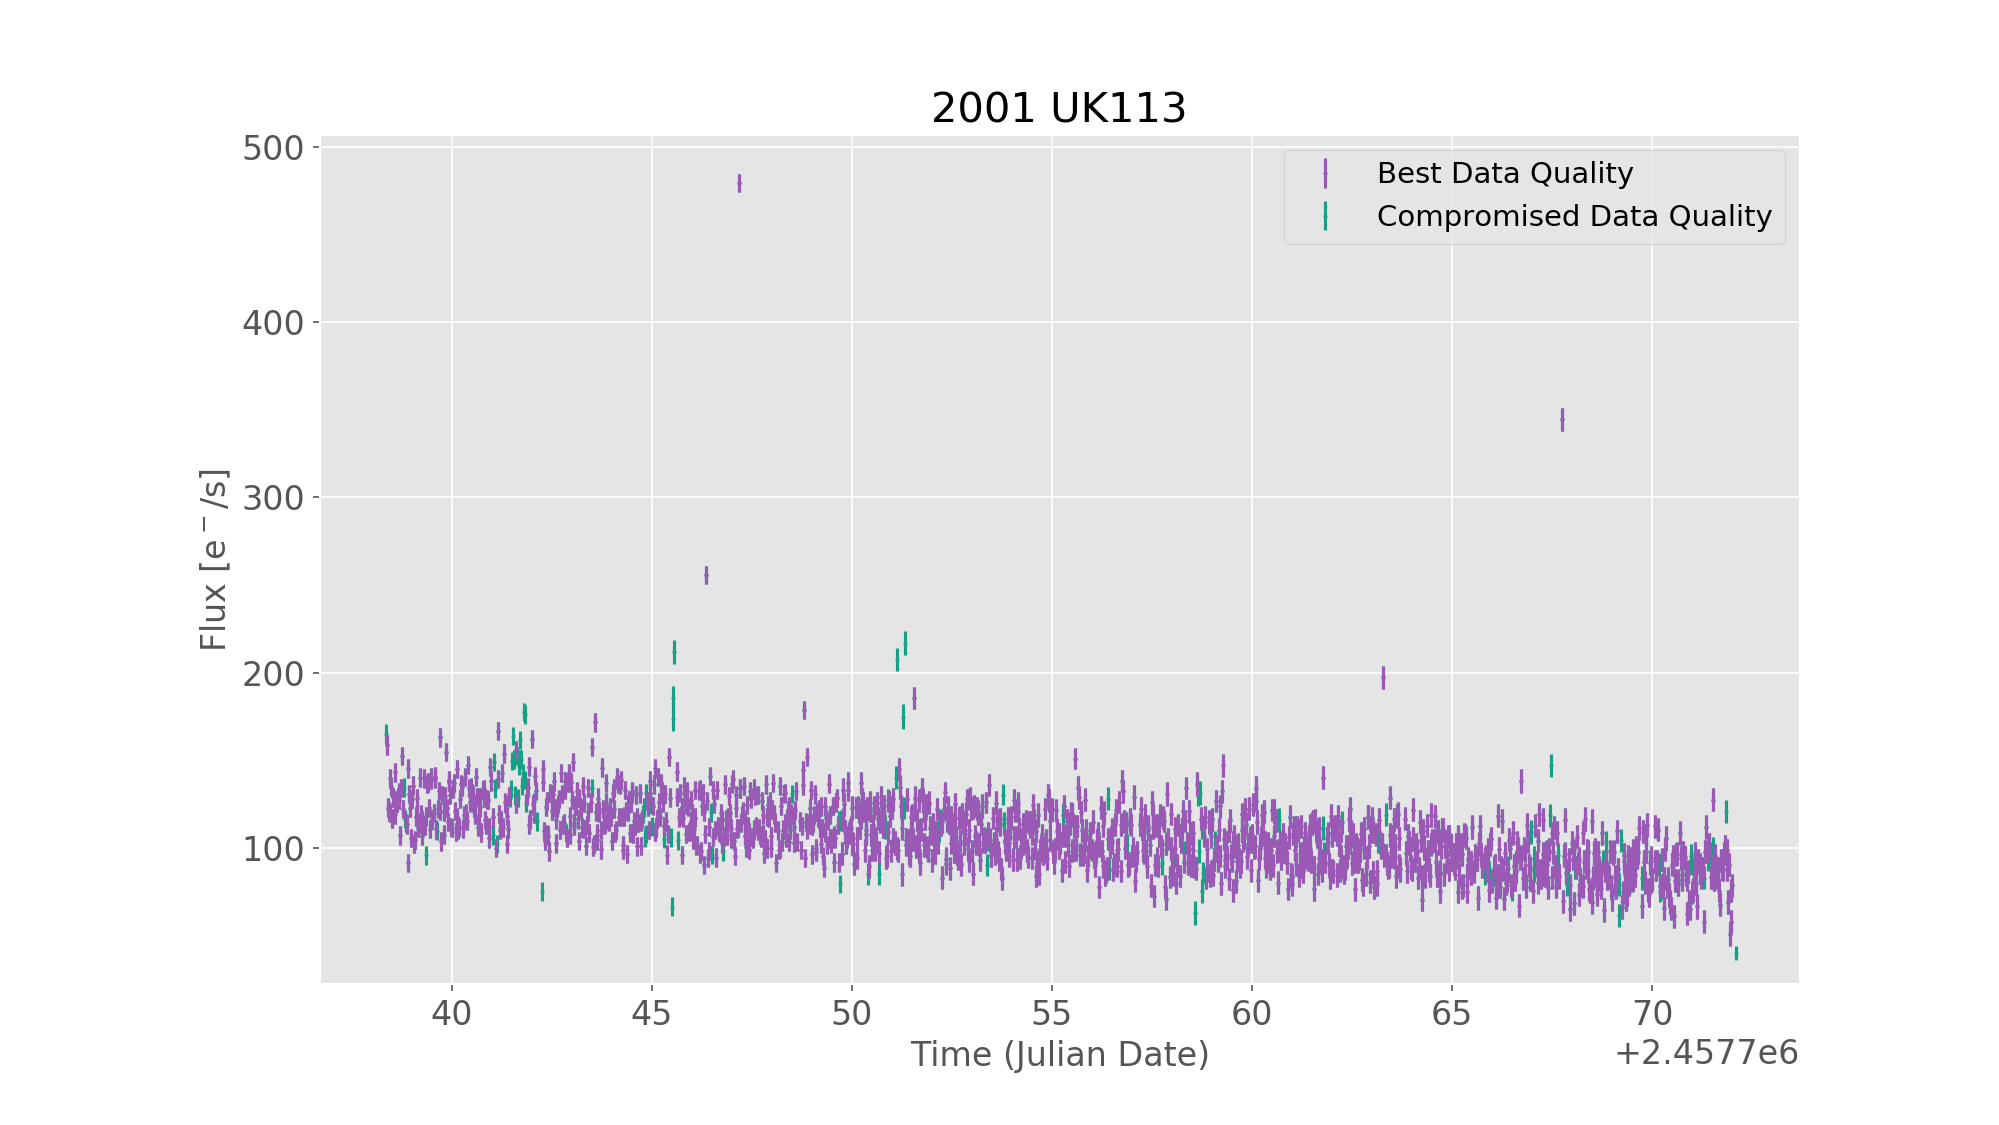 2001 UK113
Best Data Quality
Compromised Data Quality
500
400
300
200
100
Flux [e⁻/s]
40 45 50 55 60 65 70
Time (Julian Date)
+2.4577e6